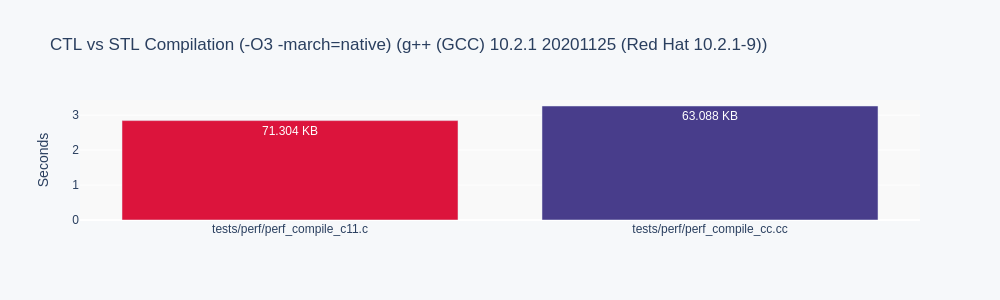 CTL vs STL Compilation (-O3 -march=native) (g++ (GCC) 10.2.1 20201125 (Red Hat 10.2.1-9))
Seconds
3
2
1
0
71.304 KB
63.088 KB
tests/perf/perf_compile_c11.c
tests/perf/perf_compile_cc.cc